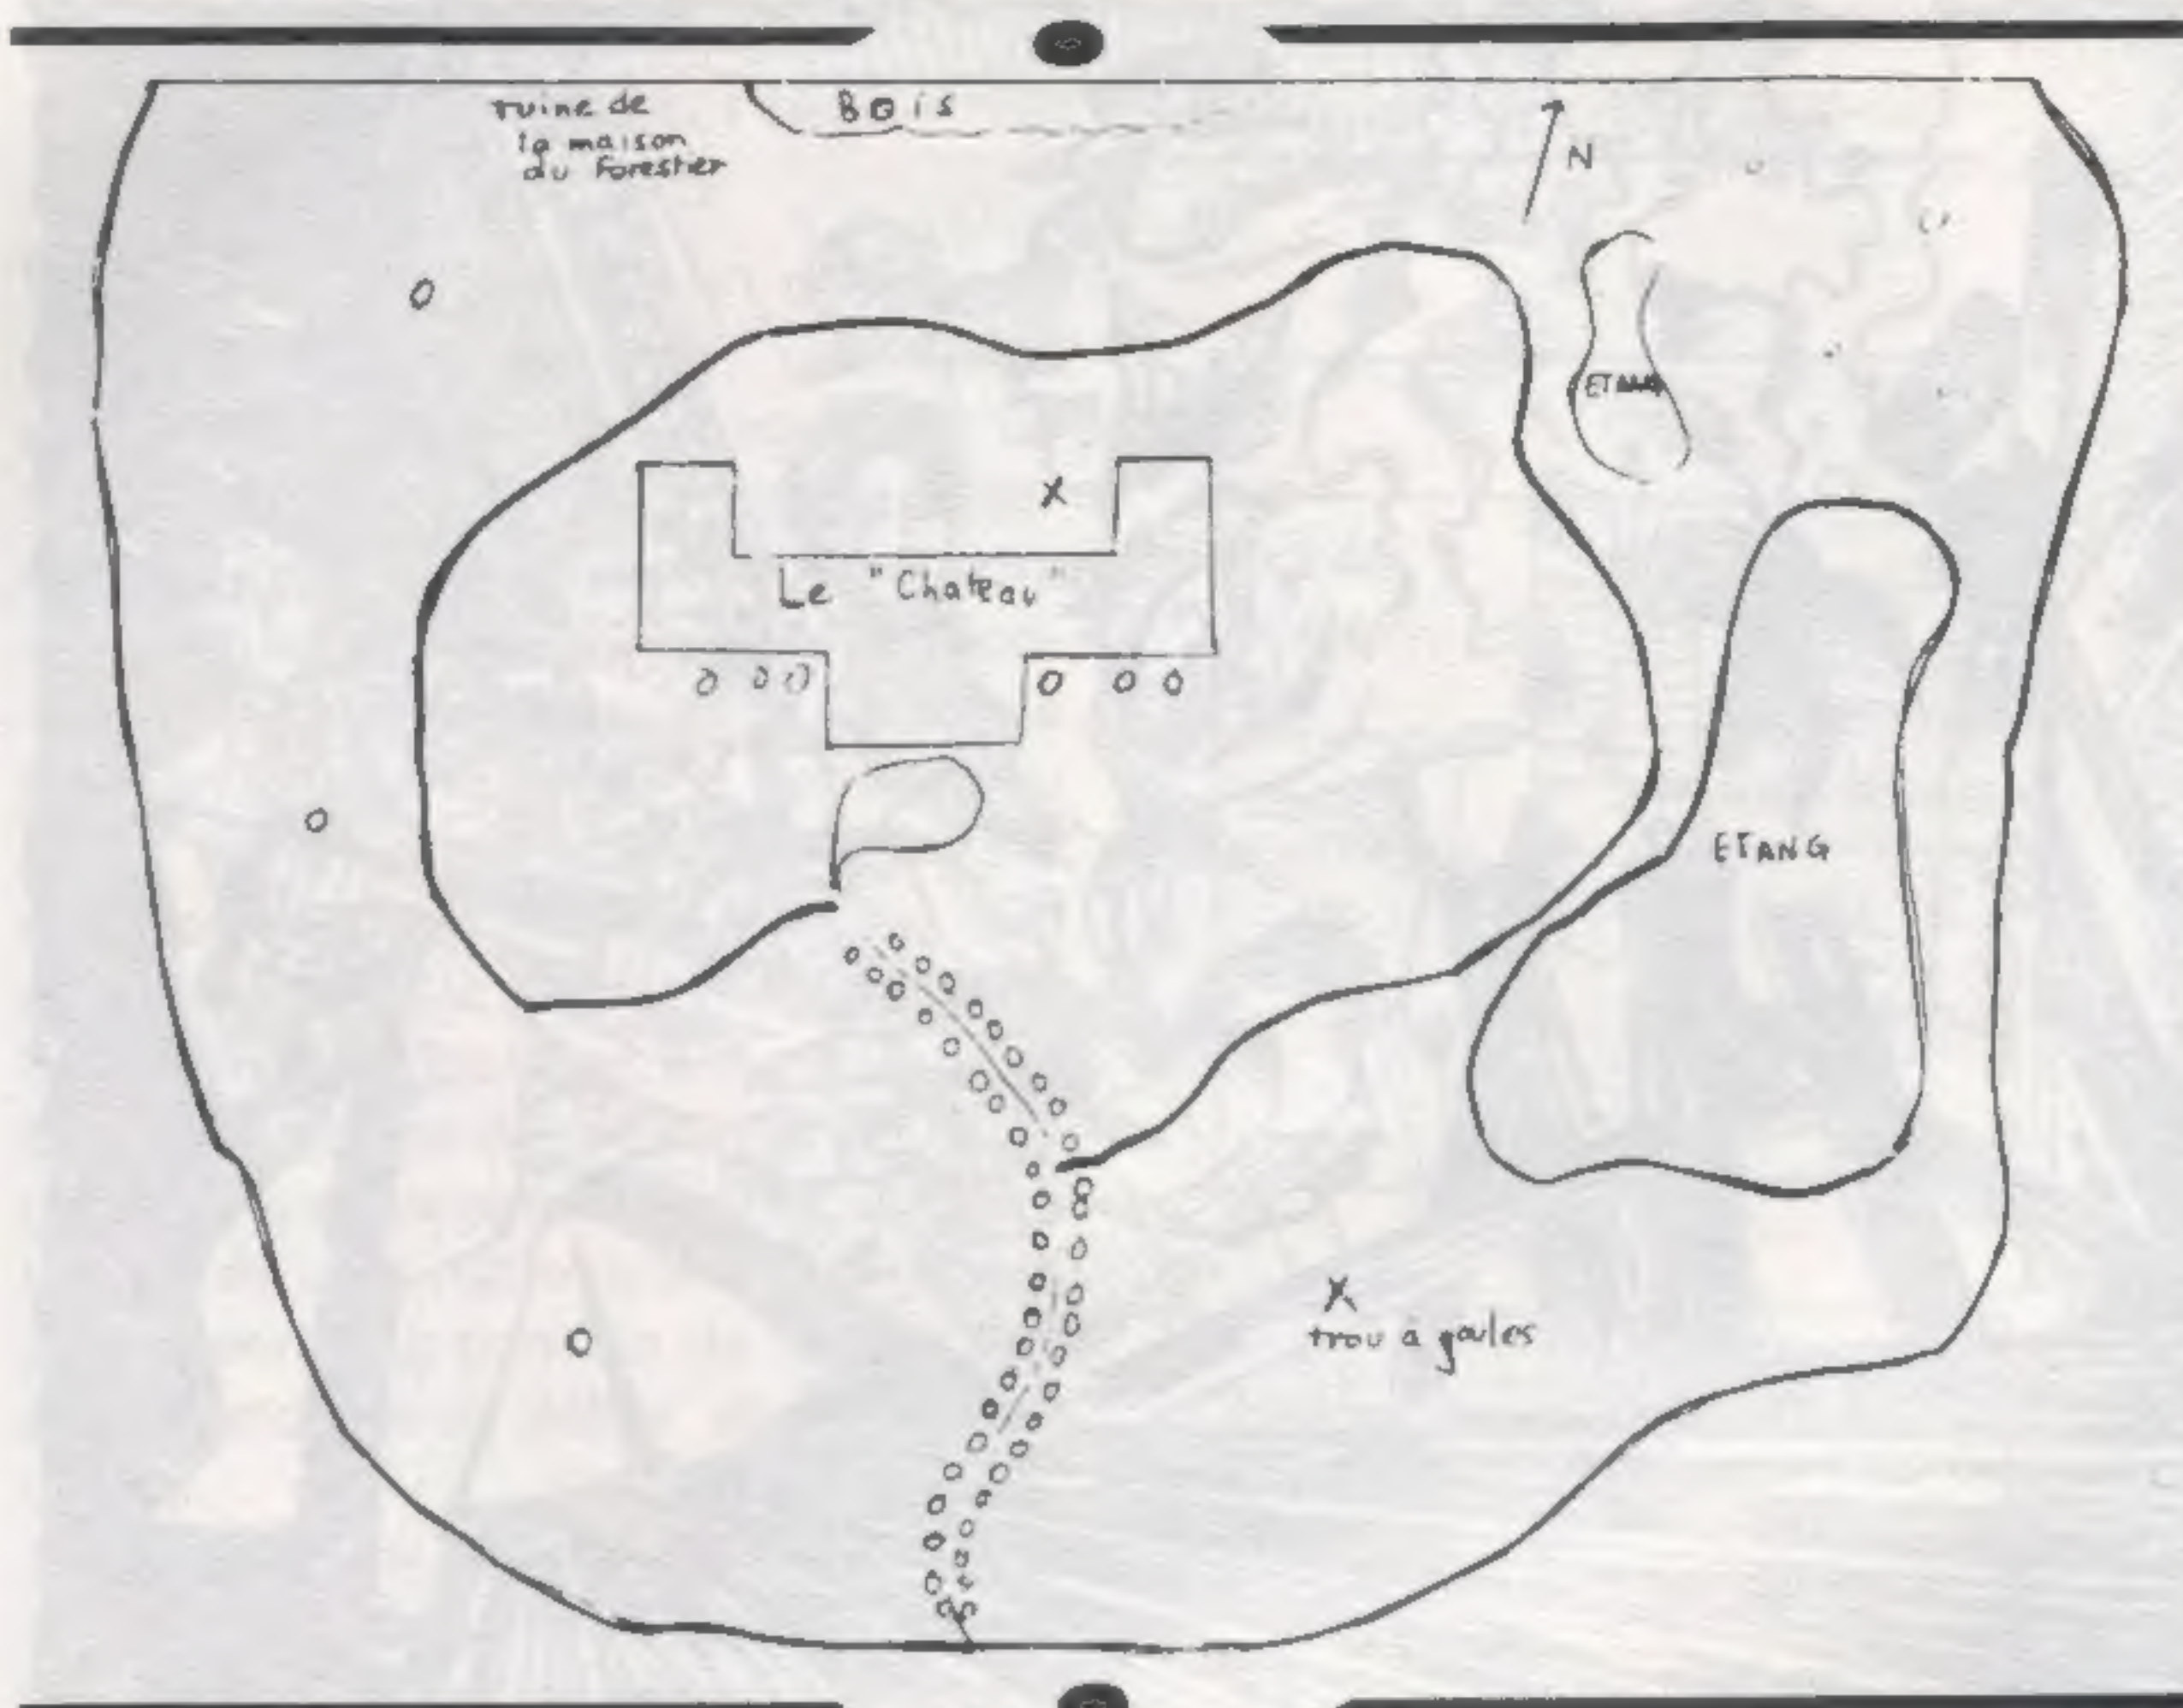 ruine de
la maison
du Forestier
Bois
N
ETANG
Le "Chateau"
ETANG
X
trou à goules